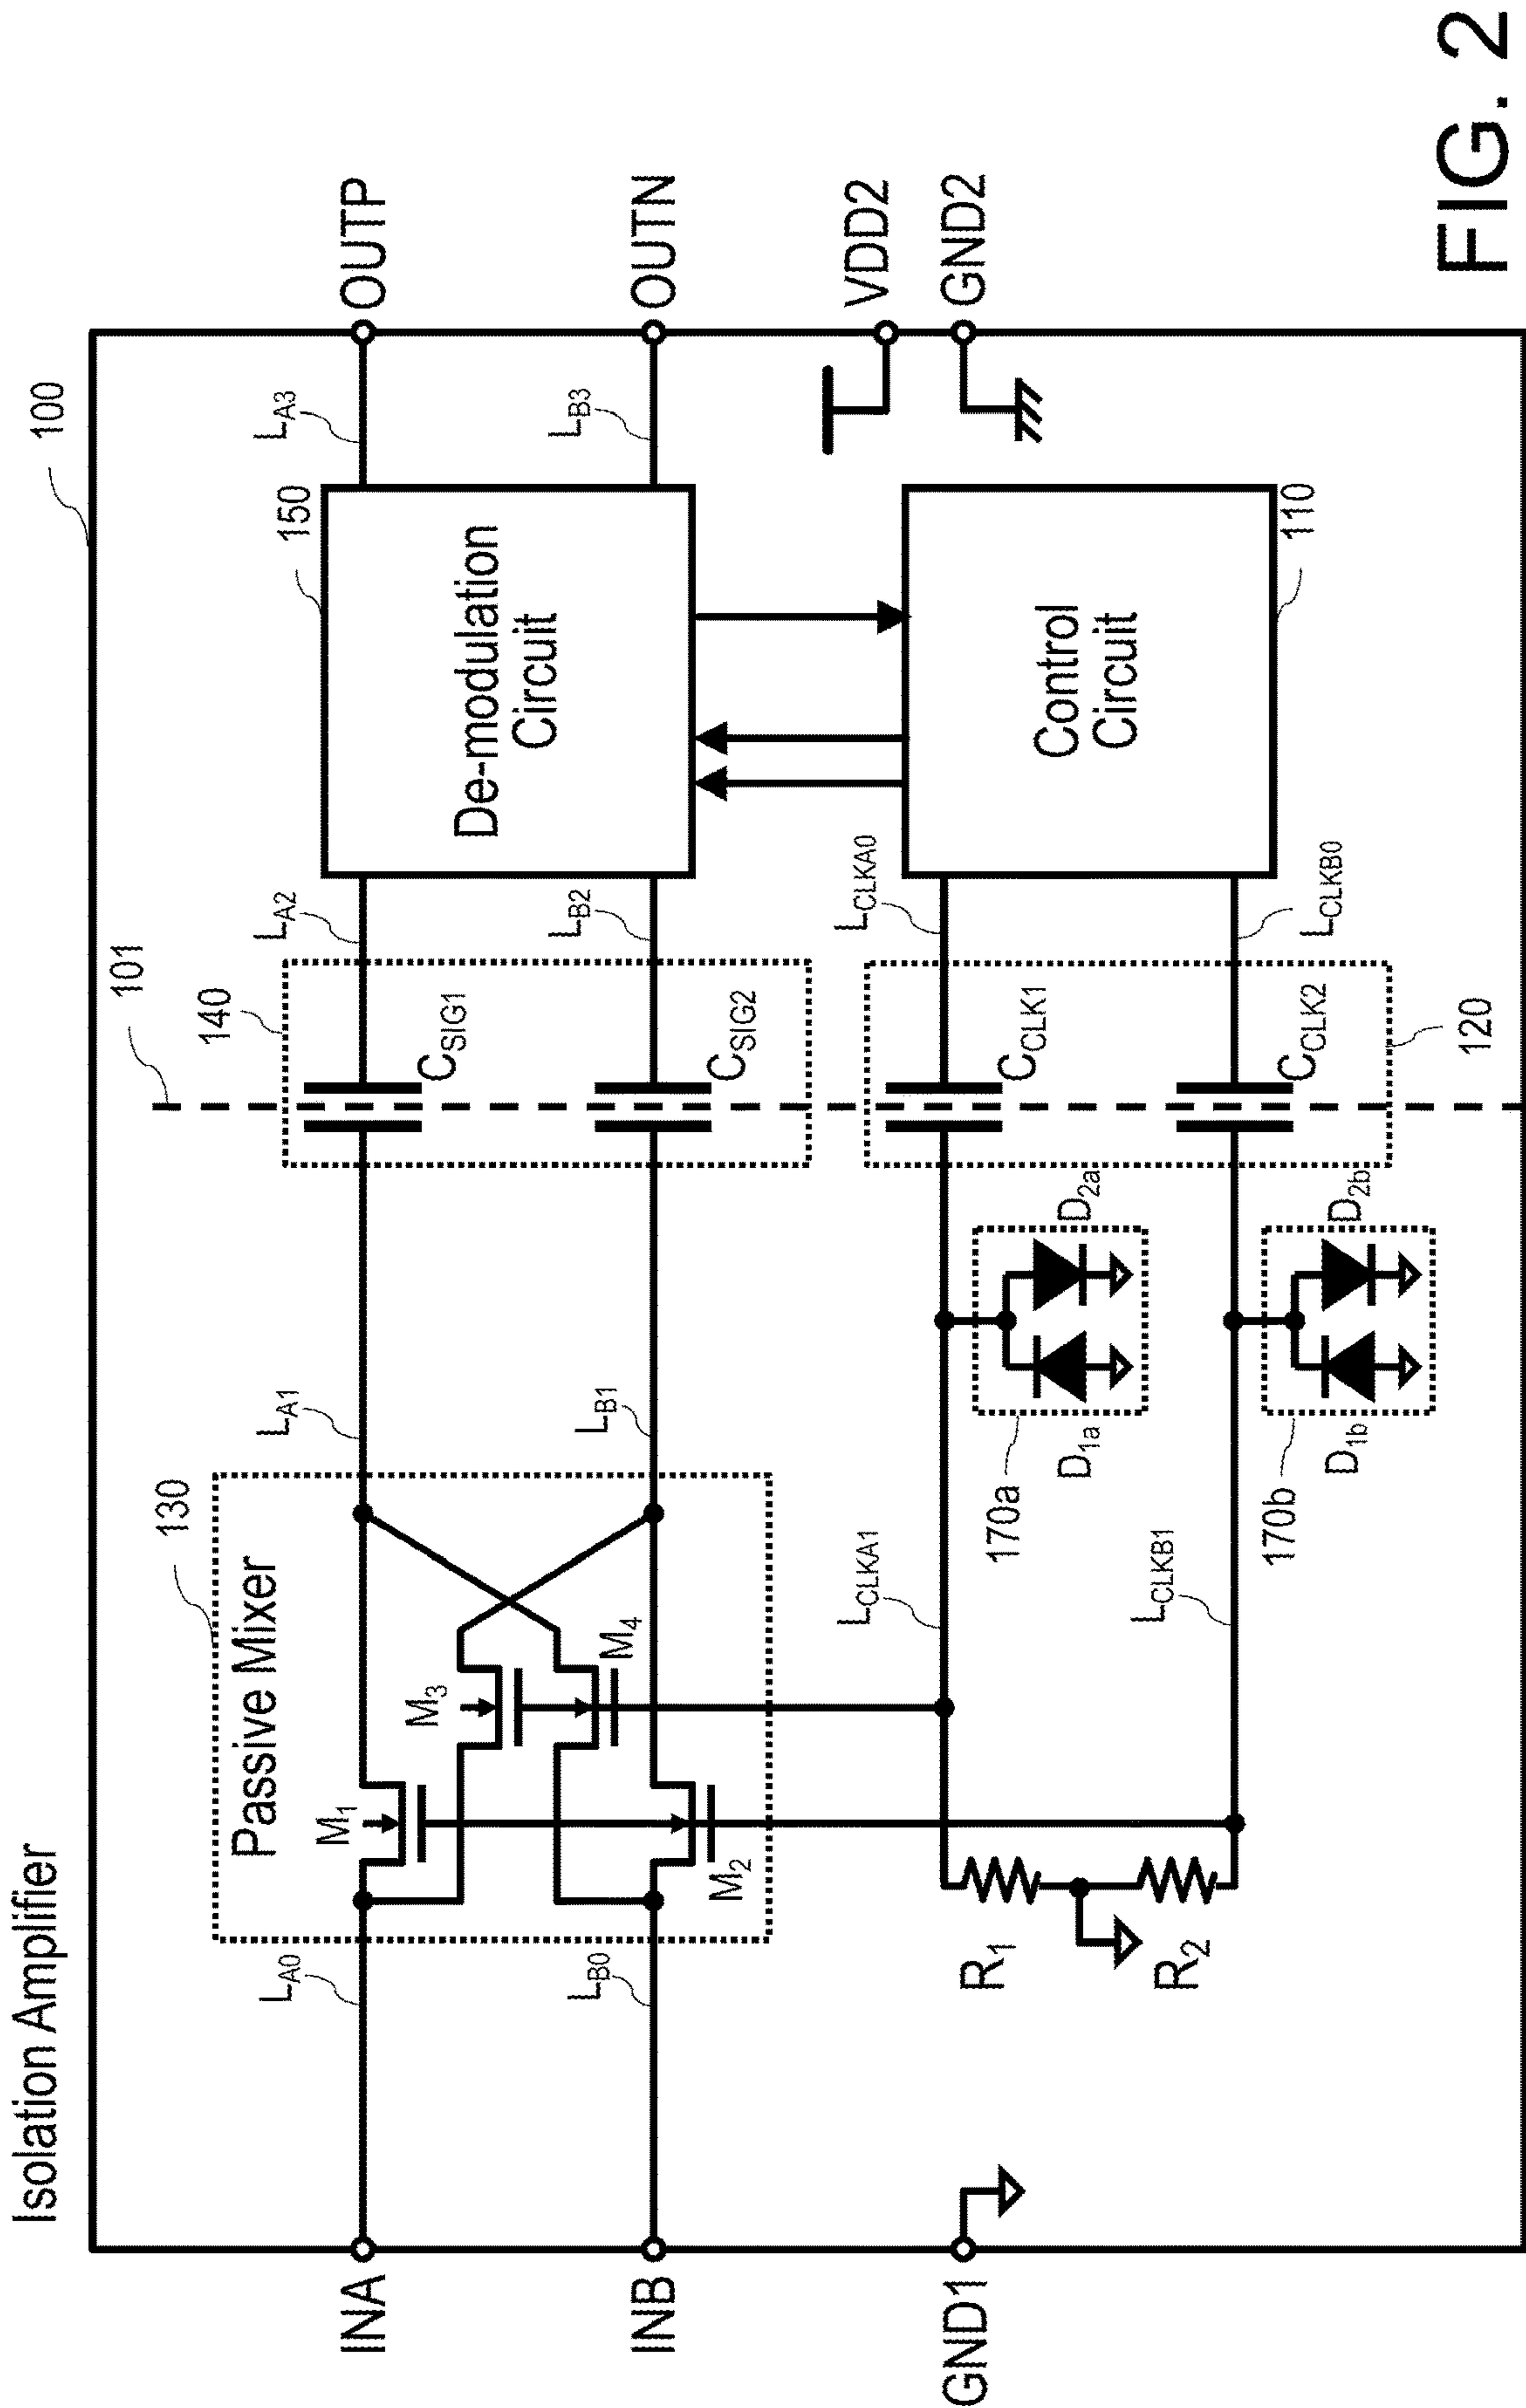 Isolation Amplifier
100
101
130
Passive Mixer
140
150
INA
LA0
M1
LA1
CSIG1
LA2
De-modulation
Circuit
LA3
OUTP
M3
M4
INB
LB0
M2
LB1
CSIG2
LB2
LB3
OUTN
VDD2
GND1
GND2
LCLKA1
CCLK1
LCLKA0
Control
Circuit
110
R1
R2
170a
D1a
D2a
LCLKB1
CCLK2
LCLKB0
170b
D1b
D2b
120
FIG. 2